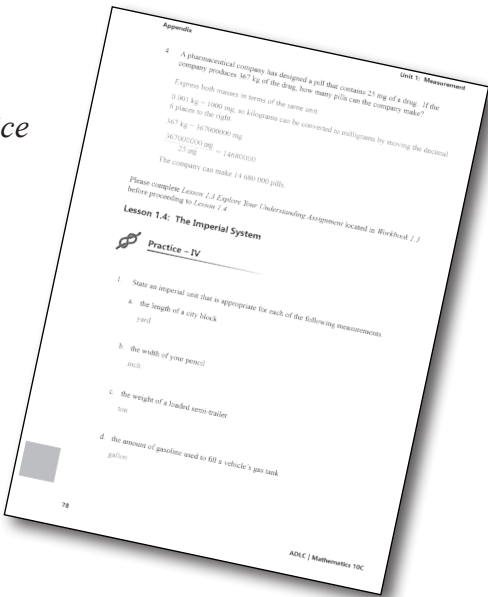 ce
Appendix
Unit 1: Measurement
4. A pharmaceutical company has designed a pill that contains 25 mg of a drug. If the
company produces 367 kg of the drug, how many pills can the company make?
Express both masses in terms of the same unit.
0.001 kg = 1000 mg, so kilograms can be converted to milligrams by moving the decimal
6 places to the right.
367 kg = 367000000 mg
367000000 mg
25 mg
= 14680000
The company can make 14 680 000 pills.
Please complete Lesson 1.3 Explore Your Understanding Assignment located in Workbook 1.3
before proceeding to Lesson 1.4.
Lesson 1.4: The Imperial System
Practice – IV
1. State an imperial unit that is appropriate for each of the following measurements.
a. the length of a city block
yard
b. the width of your pencil
inch
c. the weight of a loaded semi-trailer
ton
d. the amount of gasoline used to fill a vehicle's gas tank
gallon
78
ADLC | Mathematics 10C